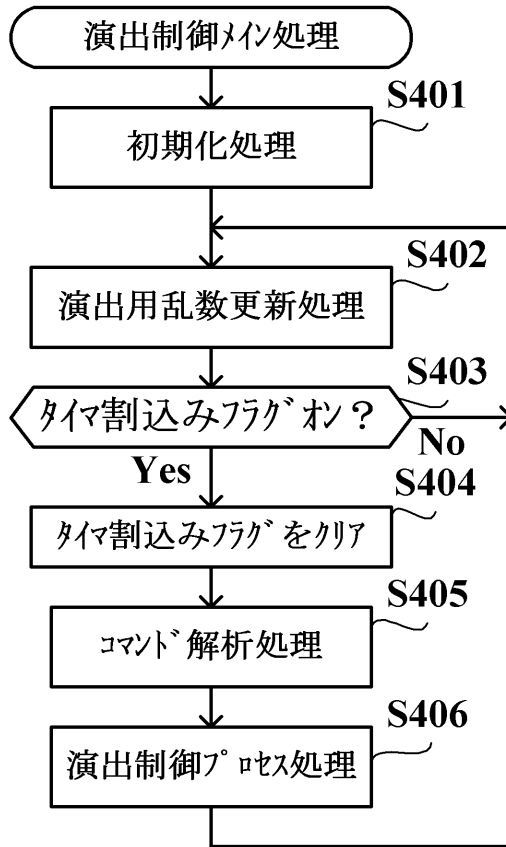 演出制御ﾒｲﾝ処理
S401
初期化処理
S402
演出用乱数更新処理
S403
ﾀｲﾏ割込みﾌﾗｸﾞｵﾝ？
No
Yes
S404
ﾀｲﾏ割込みﾌﾗｸﾞをｸﾘｱ
S405
ｺﾏﾝﾄﾞ解析処理
S406
演出制御ﾌﾟﾛｾｽ処理